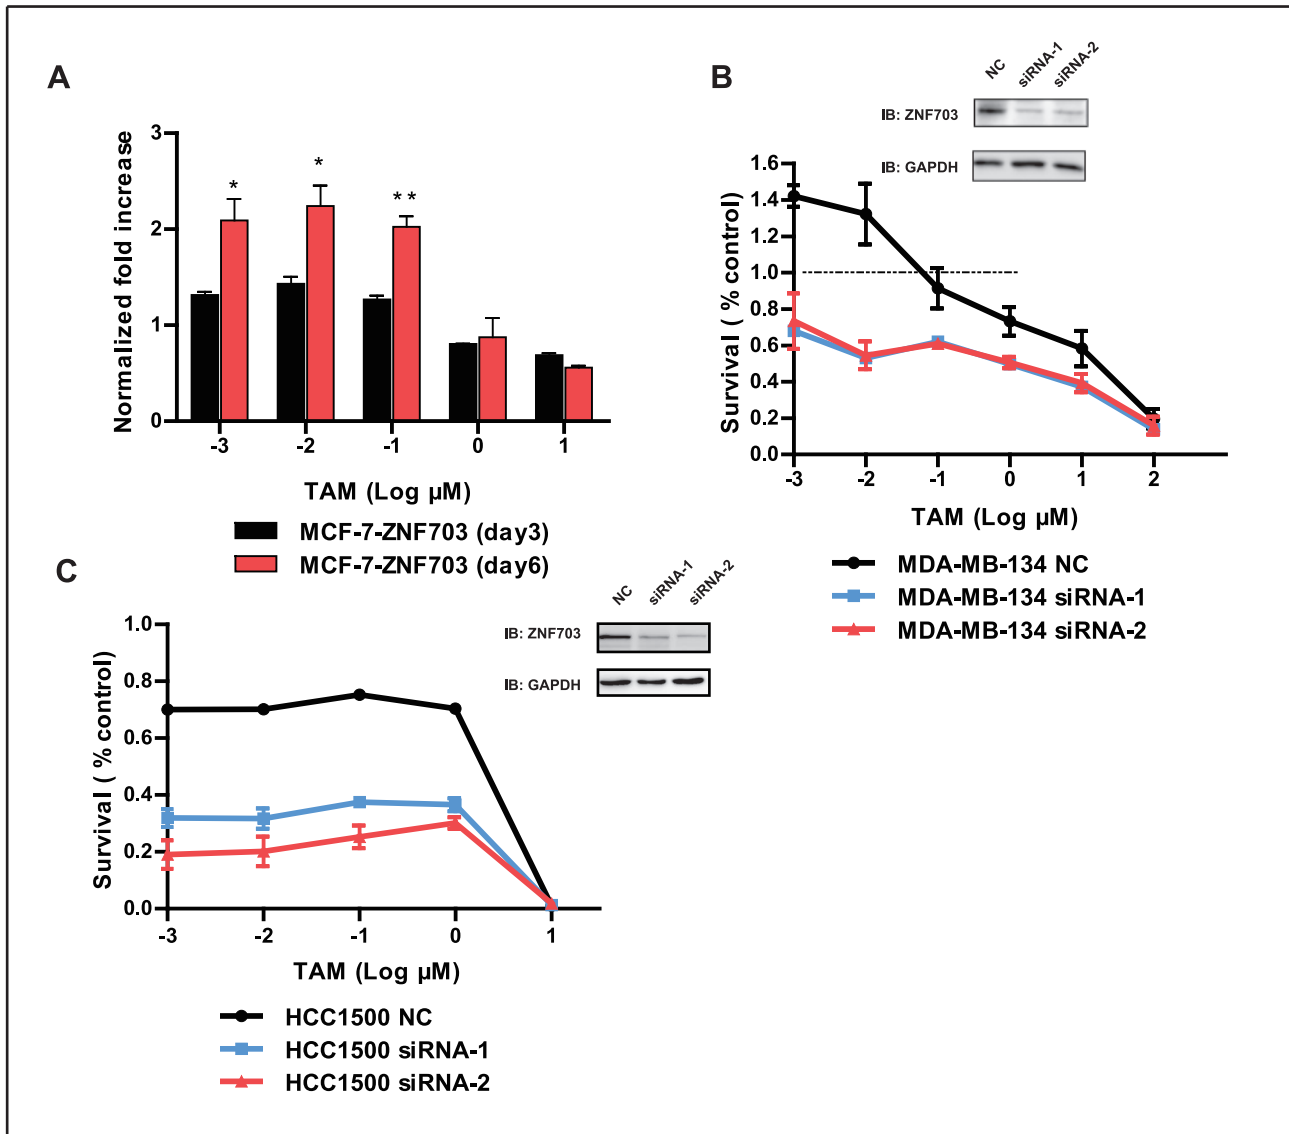 A
Normalized fold increase
3
2
1
0
*
*
* *
-3
-2
-1
0
1
TAM (Log µM)
MCF-7-ZNF703 (day3)
MCF-7-ZNF703 (day6)
B
NC
siRNA-1
siRNA-2
IB: ZNF703
IB: GAPDH
Survival ( % control)
1.6
1.4
1.2
1.0
0.8
0.6
0.4
0.2
0.0
-3
-2
-1
0
1
2
TAM (Log µM)
MDA-MB-134 NC
MDA-MB-134 siRNA-1
MDA-MB-134 siRNA-2
C
NC
siRNA-1
siRNA-2
IB: ZNF703
IB: GAPDH
Survival ( % control)
1.0
0.8
0.6
0.4
0.2
0.0
-3
-2
-1
0
1
TAM (Log µM)
HCC1500 NC
HCC1500 siRNA-1
HCC1500 siRNA-2